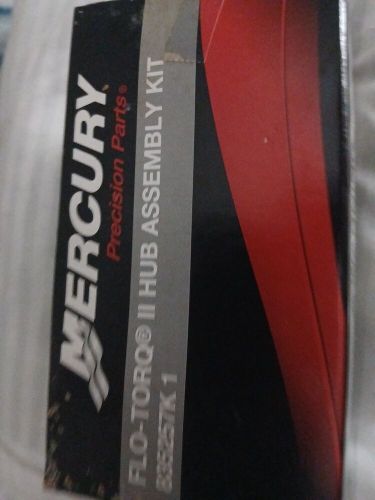 MERCURY
Precision Parts®
FLO-TORQ® II HUB ASSEMBLY KIT
835257K 1